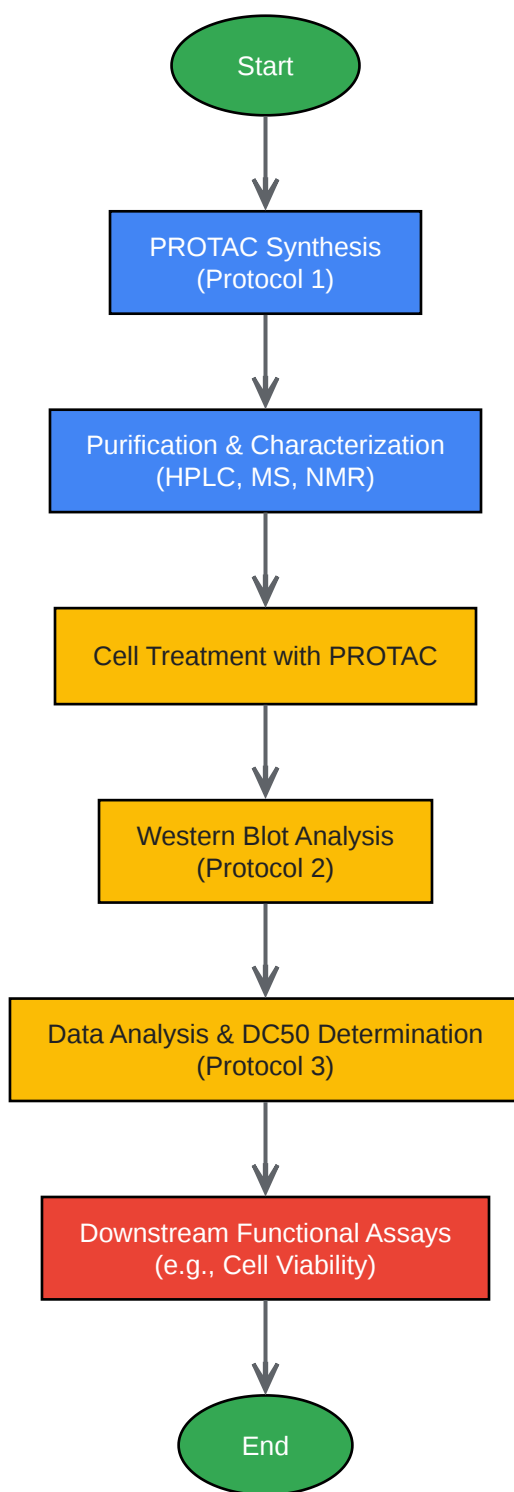 Start
PROTAC Synthesis
(Protocol 1)
Purification & Characterization
(HPLC, MS, NMR)
Cell Treatment with PROTAC
Western Blot Analysis
(Protocol 2)
Data Analysis & DC50 Determination
(Protocol 3)
Downstream Functional Assays
(e.g., Cell Viability)
End